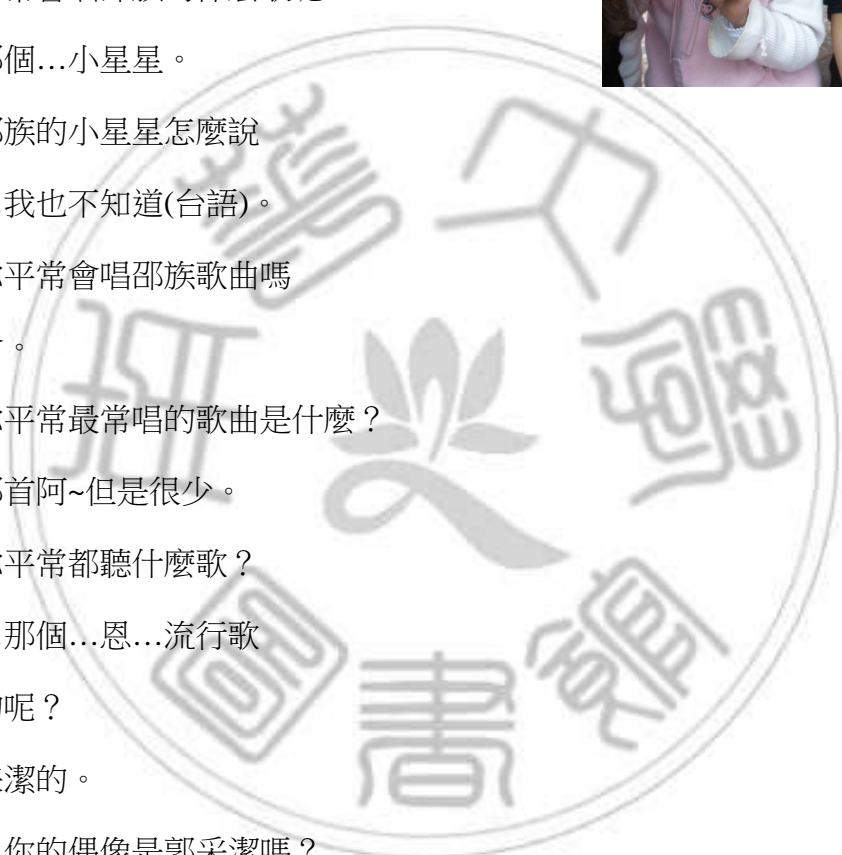 個…小星星。
族的小星星怎麼說
我也不知道(台語)。
平常會唱邵族歌曲嗎
。
平常最常唱的歌曲是什麼？
首阿~但是很少。
平常都聽什麼歌？
那個…恩…流行歌
呢？
潔的。
你的偶像是郭采潔嗎？